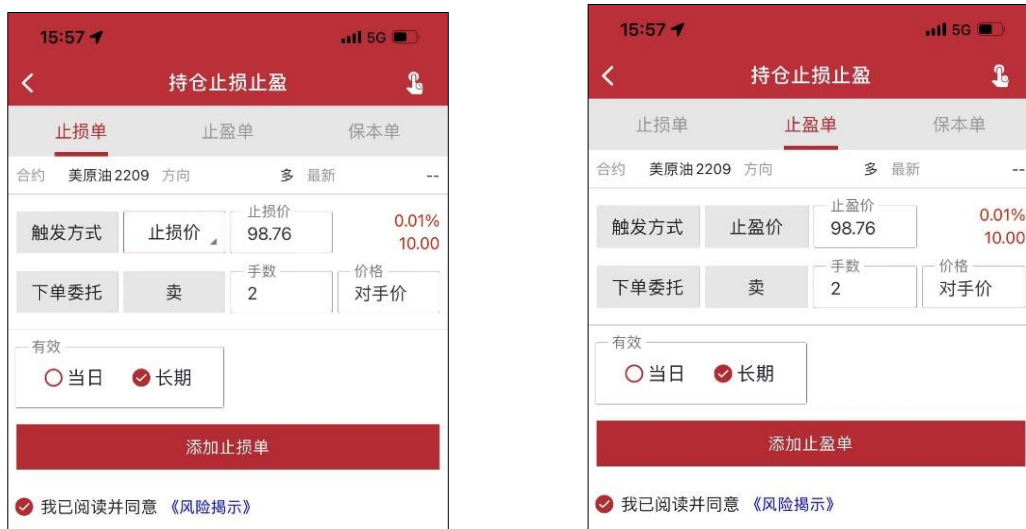 15:57 5G
持仓止损止盈
止损单 止盈单 保本单
合约 美原油2209 方向 多 最新 --
止损价
触发方式 止损价 98.76 0.01%
10.00
手数 价格
下单委托 卖 2 对手价
有效
当日 长期
添加止损单
我已阅读并同意 《风险揭示》
15:57 5G
持仓止损止盈
止损单 止盈单 保本单
合约 美原油2209 方向 多 最新 --
止盈价
触发方式 止盈价 98.76 0.01%
10.00
手数 价格
下单委托 卖 2 对手价
有效
当日 长期
添加止盈单
我已阅读并同意 《风险揭示》